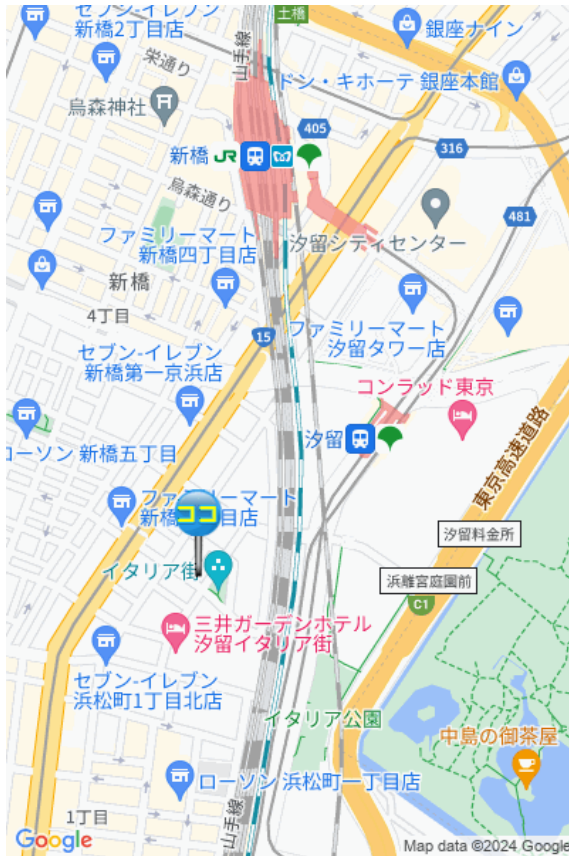 セブン-イレブン
新橋2丁目店
栄通り
山手線
土橋
銀座ナイン
ドン・キホーテ 銀座本館
烏森神社
405
316
新橋 JR
烏森通り
481
汐留シティセンター
ファミリーマート
新橋四丁目店
新橋
4丁目
15
ファミリーマート
汐留タワー店
セブン-イレブン
新橋第一京浜店
コンラッド東京
汐留
ローソン 新橋五丁目
東京高速道路
ファミリーマート
新橋
目店
ココ
汐留料金所
イタリア街
浜離宮庭園前
C1
三井ガーデンホテル
汐留イタリア街
セブン-イレブン
浜松町1丁目北店
イタリア公園
中島の御茶屋
ローソン 浜松町一丁目店
山手線
1丁目
Google
Map data ©2024 Google